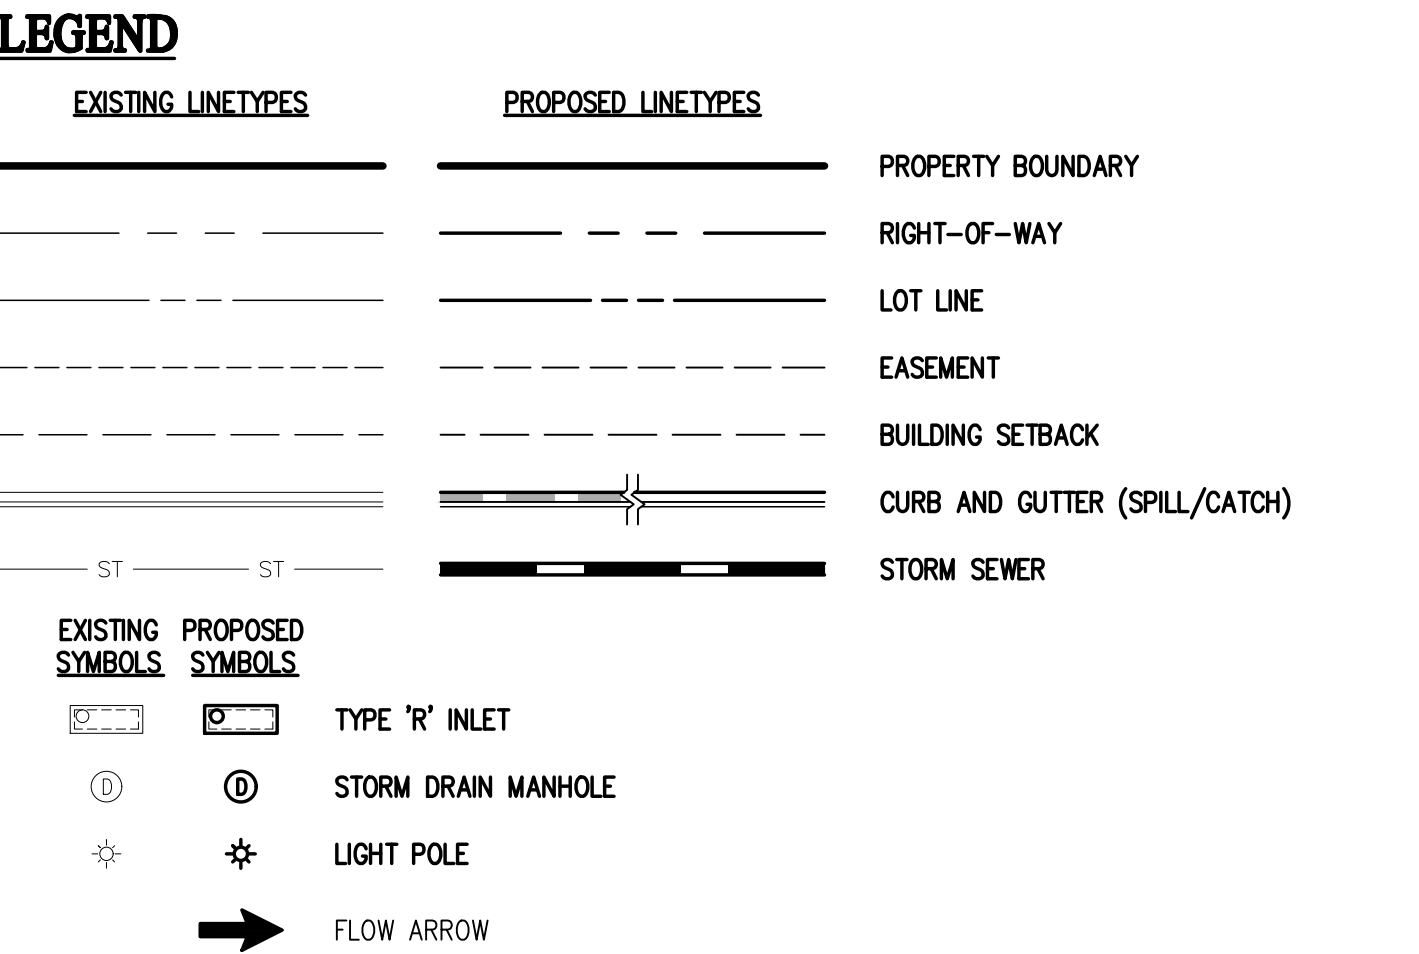 LEGEND
EXISTING LINETYPES PROPOSED LINETYPES
PROPERTY BOUNDARY
RIGHT-OF-WAY
LOT LINE
EASEMENT
BUILDING SETBACK
CURB AND GUTTER (SPILL/CATCH)
ST ST STORM SEWER
EXISTING PROPOSED
SYMBOLS SYMBOLS
TYPE 'R' INLET
D D STORM DRAIN MANHOLE
LIGHT POLE
FLOW ARROW